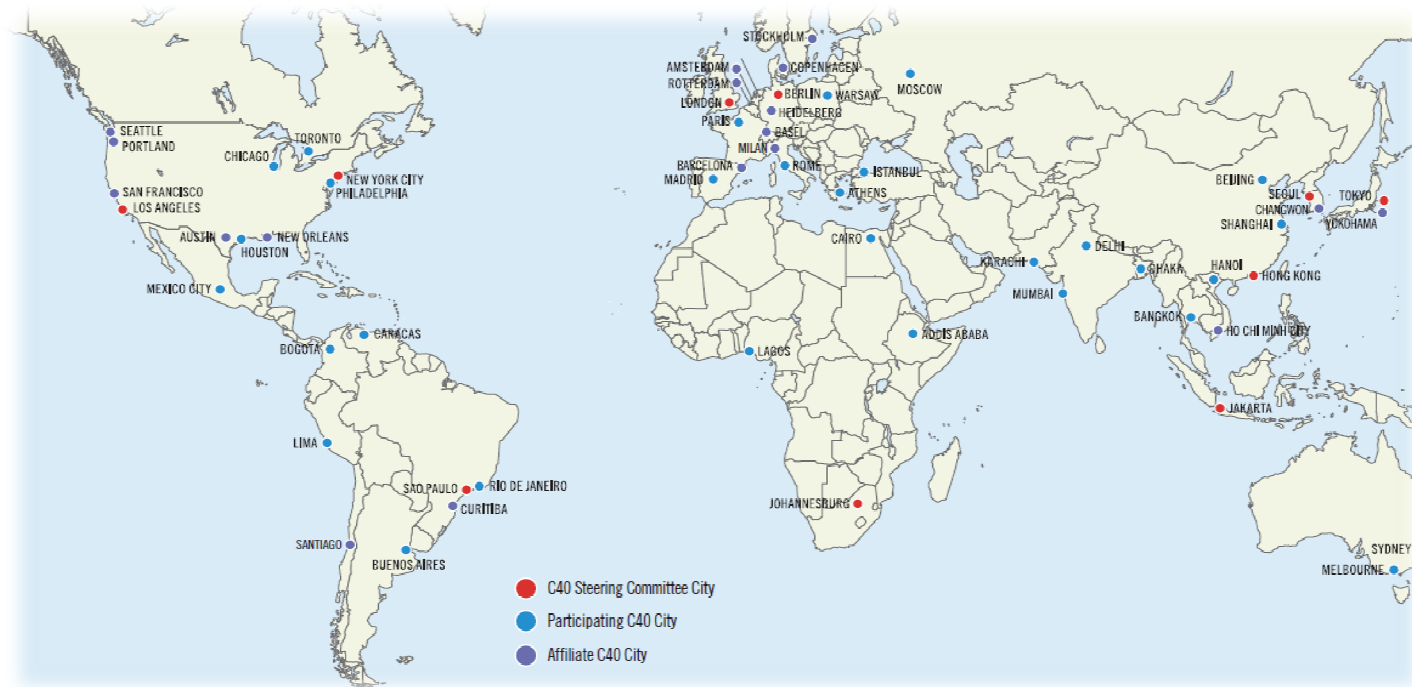 STOCKHOLM
AMSTERDAM
COPENHAGEN
ROTTERDAM
BERLIN
WARSAW
MOSCOW
LONDON
HEIDELBERG
PARIS
BASEL
MILAN
BARCELONA
ROME
MADRID
ISTANBUL
ATHENS
SEATTLE
PORTLAND
TORONTO
CHICAGO
NEW YORK CITY
PHILADELPHIA
SAN FRANCISCO
LOS ANGELES
AUSTIN
NEW ORLEANS
HOUSTON
MEXICO CITY
CARACAS
BOGOTA
LIMA
SAO PAULO
RIO DE JANEIRO
CURITIBA
SANTIAGO
BUENOS AIRES
CAIRO
LAGOS
ADDIS ABABA
JOHANNESBURG
BEIJING
SEOUL
TOKYO
CHANGWON
SHANGHAI
YOKOHAMA
DELHI
KARACHI
DHAKA
HANOI
HONG KONG
MUMBAI
BANGKOK
HO CHI MINH CITY
JAKARTA
SYDNEY
MELBOURNE
C40 Steering Committee City
Participating C40 City
Affiliate C40 City